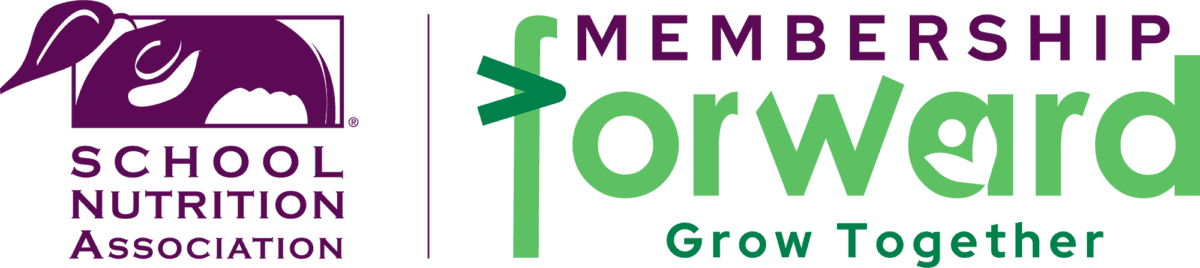 ®
SCHOOL
NUTRITION
ASSOCIATION
MEMBERSHIP
forward
Grow Together